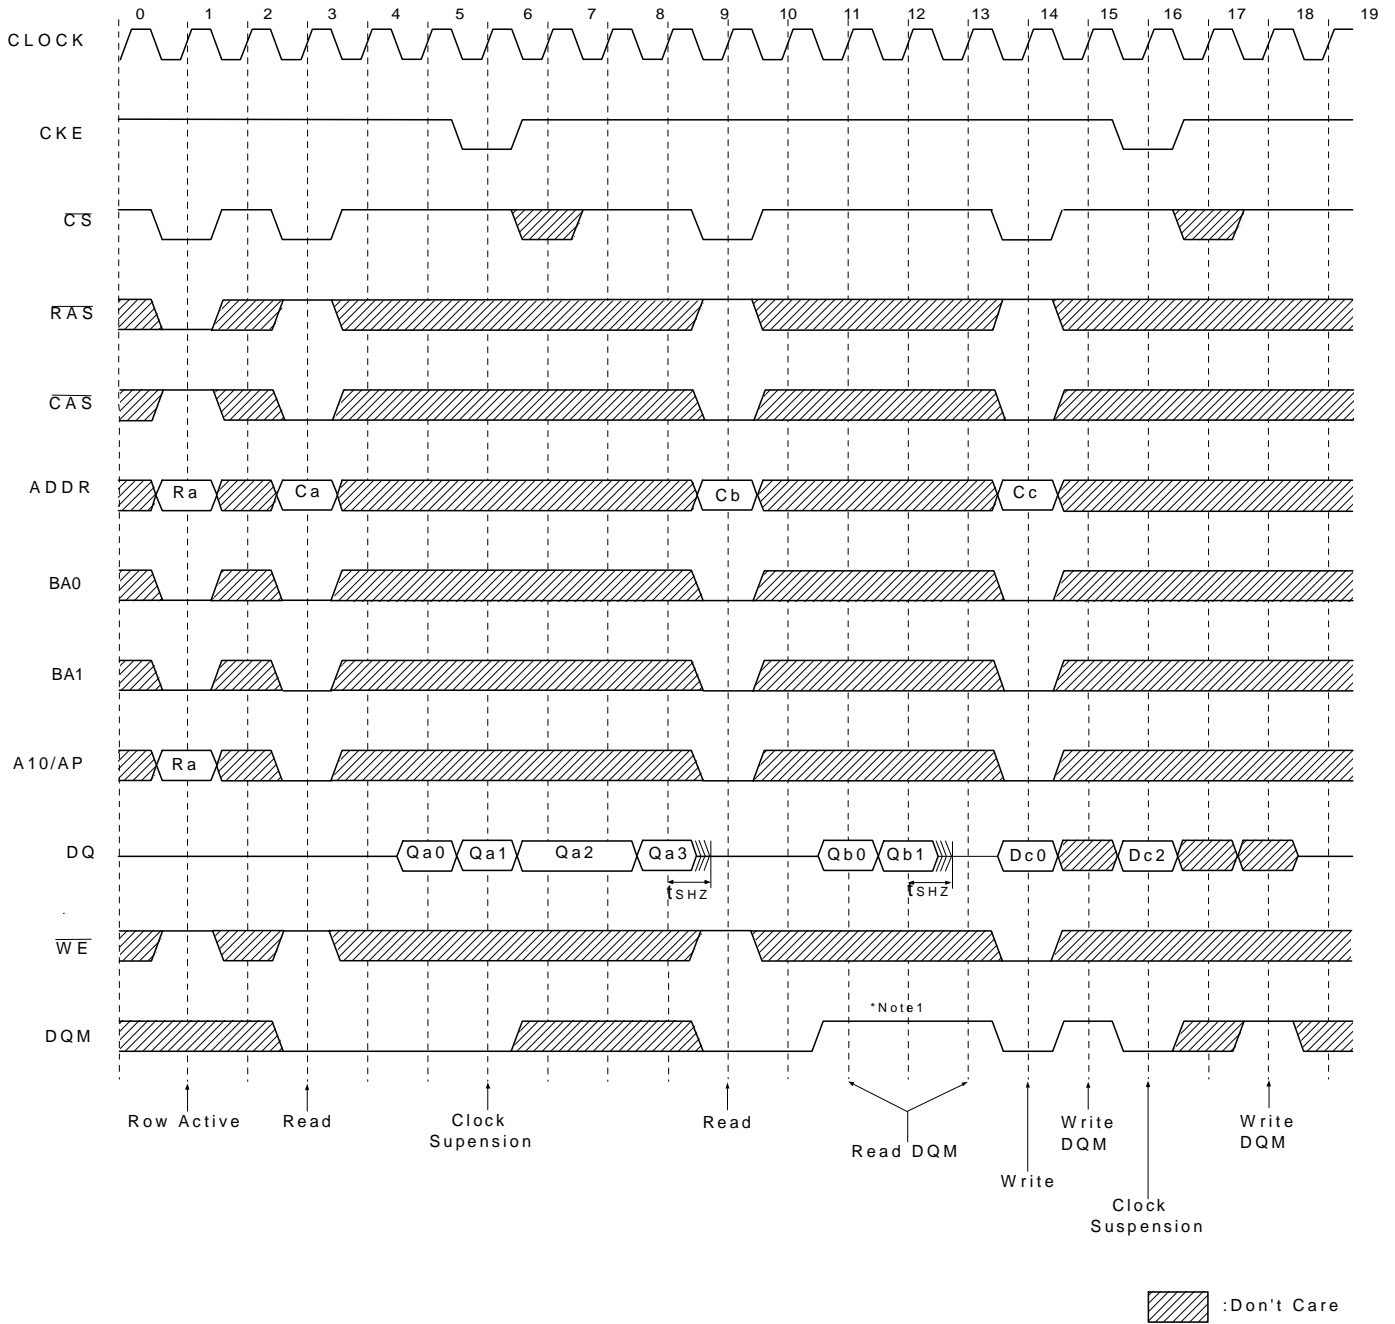 0 1 2 3 4 5 6 7 8 9 10 11 12 13 14 15 16 17 18 19
CLOCK
CKE
CS
RAS
CAS
ADDR Ra Ca Cb Cc
BA0
BA1
A10/AP Ra
DQ Qa0 Qa1 Qa2 Qa3 Qb0 Qb1 Dc0 Dc2
tSHZ tSHZ
WE
*Note1
DQM
Row Active Read Clock Supension Read Read DQM Write Write DQM Clock Suspension Write DQM
:Don't Care